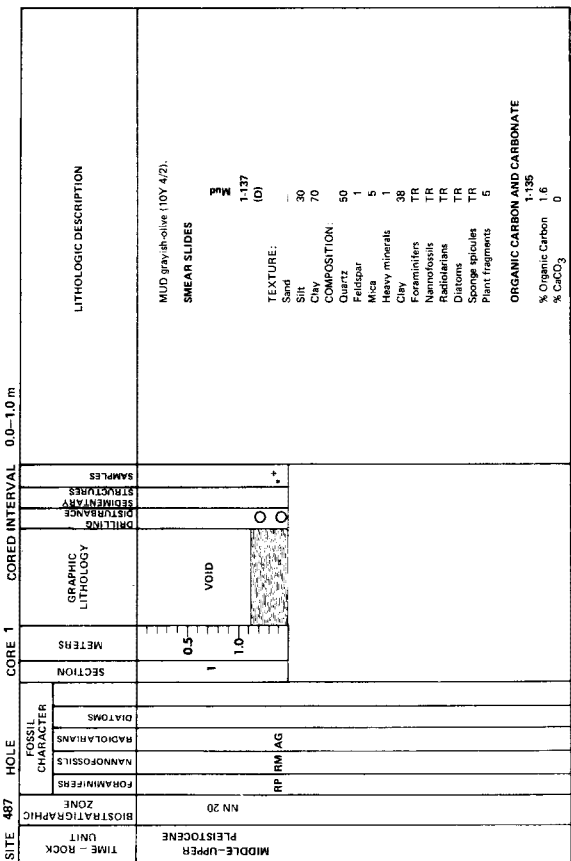 SITE 487 HOLE CORE 1 CORED INTERVAL 0.0–1.0 m
TIME – ROCK UNIT
BIOSTRATIGRAPHIC ZONE
FOSSIL CHARACTER
FORAMINIFERS
NANNOFOSSILS
RADIOLARIANS
DIATOMS
SECTION
METERS
GRAPHIC LITHOLOGY
DRILLING DISTURBANCE
SEDIMENTARY STRUCTURES
SAMPLES
LITHOLOGIC DESCRIPTION
MIDDLE–UPPER PLEISTOCENE
NN 20
RP RM AG
1
0.5
1.0
VOID
* +
MUD grayish-olive (10Y 4/2).
SMEAR SLIDES
Mud
1-137
(D)
TEXTURE:
Sand –
Silt 30
Clay 70
COMPOSITION:
Quartz 50
Feldspar 1
Mica 5
Heavy minerals 1
Clay 38
Foraminifers TR
Nannofossils TR
Radiolarians TR
Diatoms TR
Sponge spicules TR
Plant fragments 5
ORGANIC CARBON AND CARBONATE
1-135
% Organic Carbon 1.6
% CaCO₃ 0